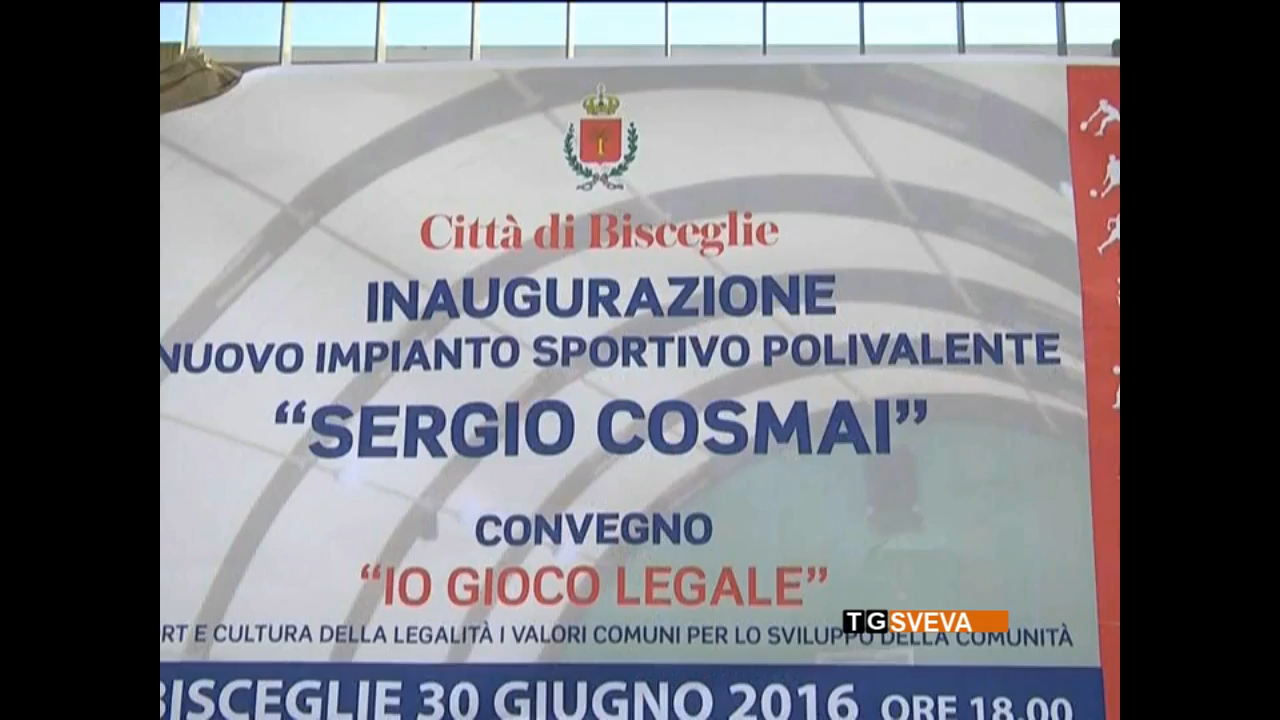 Città di Bisceglie
INAUGURAZIONE
NUOVO IMPIANTO SPORTIVO POLIVALENTE
“SERGIO COSMAI”
CONVEGNO
“IO GIOCO LEGALE”
RT E CULTURA DELLA LEGALITÀ I VALORI COMUNI PER LO SVILUPPO DELLA COMUNITÀ
TGSVEVA
BISCEGLIE 30 GIUGNO 2016 ORE 18.00